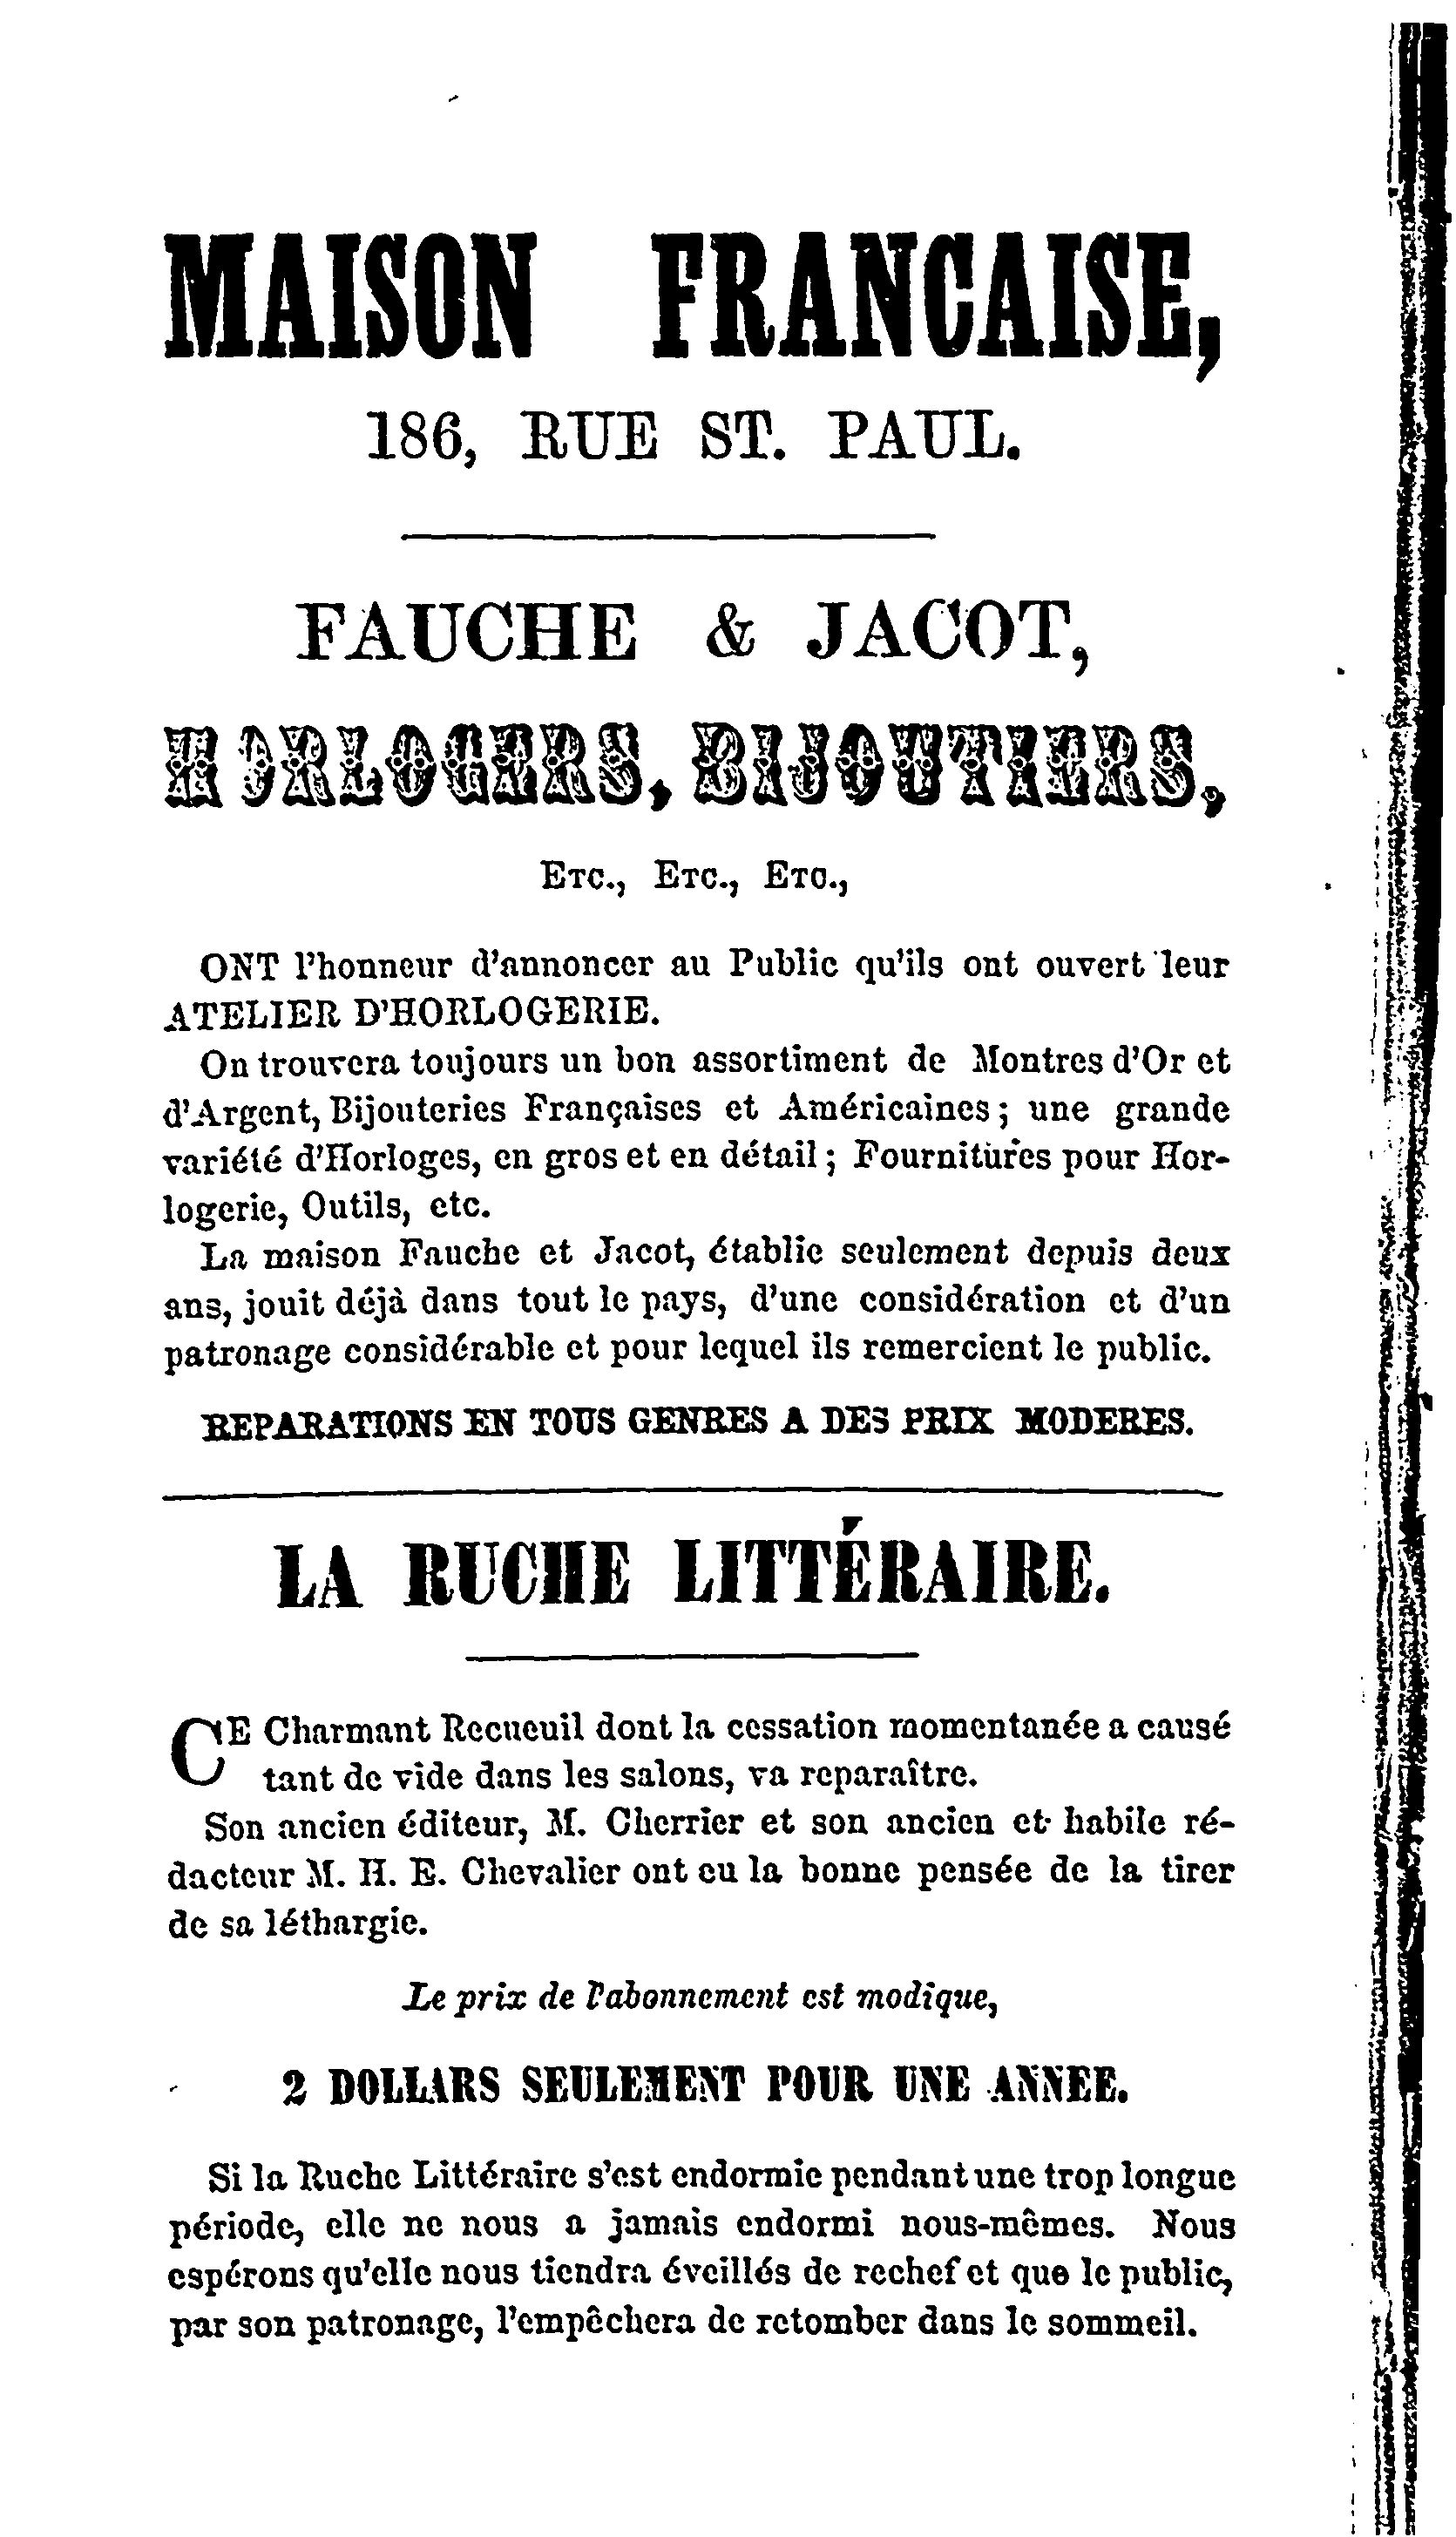 MAISON FRANCAISE,
186, RUE ST. PAUL.
FAUCHE & JACOT,
HORLOGERS, BIJOUTIERS,
ETC., ETC., ETC.,
ONT l'honneur d'annoncer au Public qu'ils ont ouvert leur
ATELIER D'HORLOGERIE.
On trouvera toujours un bon assortiment de Montres d'Or et
d'Argent, Bijouteries Françaises et Américaines; une grande
variété d'Horloges, en gros et en détail; Fournitures pour Hor-
logerie, Outils, etc.
La maison Fauche et Jacot, établie seulement depuis deux
ans, jouit déjà dans tout le pays, d'une considération et d'un
patronage considérable et pour lequel ils remercient le public.
REPARATIONS EN TOUS GENRES A DES PRIX MODERES.
LA RUCHE LITTÉRAIRE.
CE Charmant Recueuil dont la cessation momentanée a causé
tant de vide dans les salons, va reparaître.
Son ancien éditeur, M. Cherrier et son ancien et habile ré-
dacteur M. H. E. Chevalier ont eu la bonne pensée de la tirer
de sa léthargie.
Le prix de l'abonnement est modique,
2 DOLLARS SEULEMENT POUR UNE ANNEE.
Si la Ruche Littéraire s'est endormie pendant une trop longue
période, elle ne nous a jamais endormi nous-mêmes. Nous
espérons qu'elle nous tiendra éveillés de rechef et que le public,
par son patronage, l'empêchera de retomber dans le sommeil.